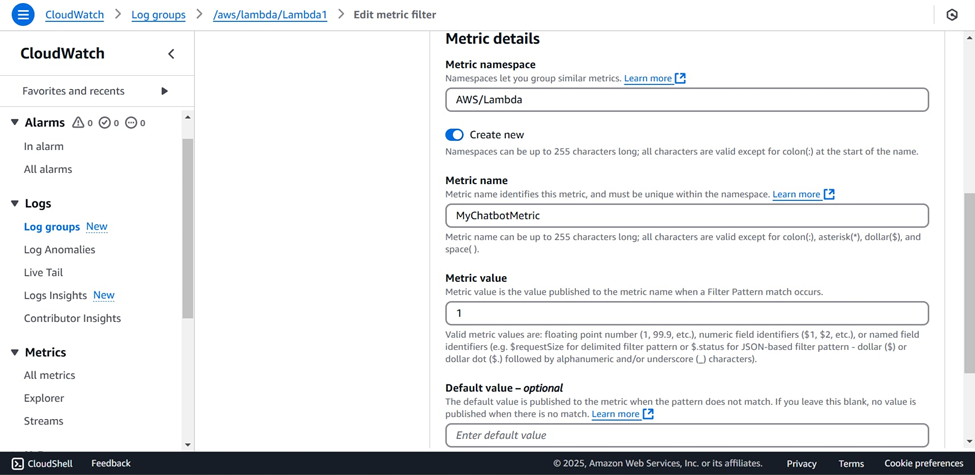 CloudWatch > Log groups > /aws/lambda/Lambda1 > Edit metric filter
CloudWatch
Favorites and recents
Alarms 0 0 0
In alarm
All alarms
Logs
Log groups New
Log Anomalies
Live Tail
Logs Insights New
Contributor Insights
Metrics
All metrics
Explorer
Streams
Metric details
Metric namespace
Namespaces let you group similar metrics. Learn more
AWS/Lambda
Create new
Namespaces can be up to 255 characters long; all characters are valid except for colon(:) at the start of the name.
Metric name
Metric name identifies this metric, and must be unique within the namespace. Learn more
MyChatbotMetric
Metric name can be up to 255 characters long; all characters are valid except for colon(:), asterisk(*), dollar($), and
space( ).
Metric value
Metric value is the value published to the metric name when a Filter Pattern match occurs.
1
Valid metric values are: floating point number (1, 99.9, etc.), numeric field identifiers ($1, $2, etc.), or named field
identifiers (e.g. $requestSize for delimited filter pattern or $.status for JSON-based filter pattern - dollar ($) or
dollar dot ($.) followed by alphanumeric and/or underscore (_) characters).
Default value – optional
The default value is published to the metric when the pattern does not match. If you leave this blank, no value is
published when there is no match. Learn more
Enter default value
CloudShell Feedback © 2025, Amazon Web Services, Inc. or its affiliates. Privacy Terms Cookie preferences